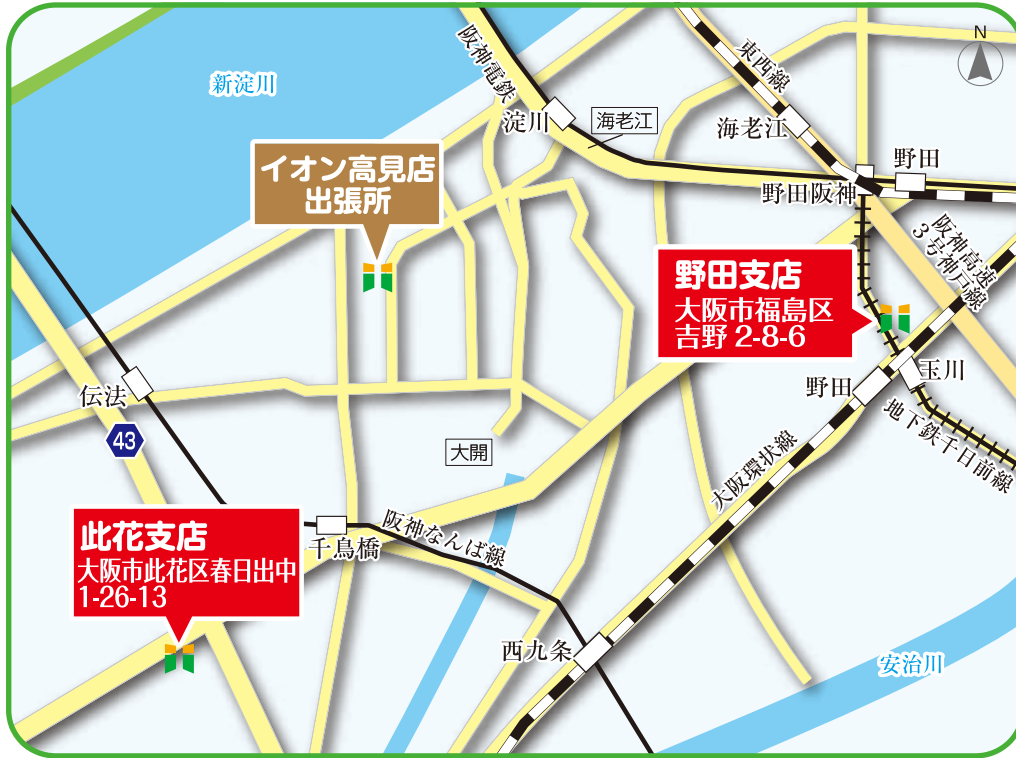 N
新淀川
阪神電鉄
東西線
淀川
海老江
海老江
野田
野田阪神
イオン高見店
出張所
阪神高速
3号神戸線
野田支店
大阪市福島区
吉野 2-8-6
伝法
43
野田
玉川
地下鉄千日前線
大開
大阪環状線
此花支店
大阪市此花区春日出中
1-26-13
千鳥橋
阪神なんば線
西九条
安治川